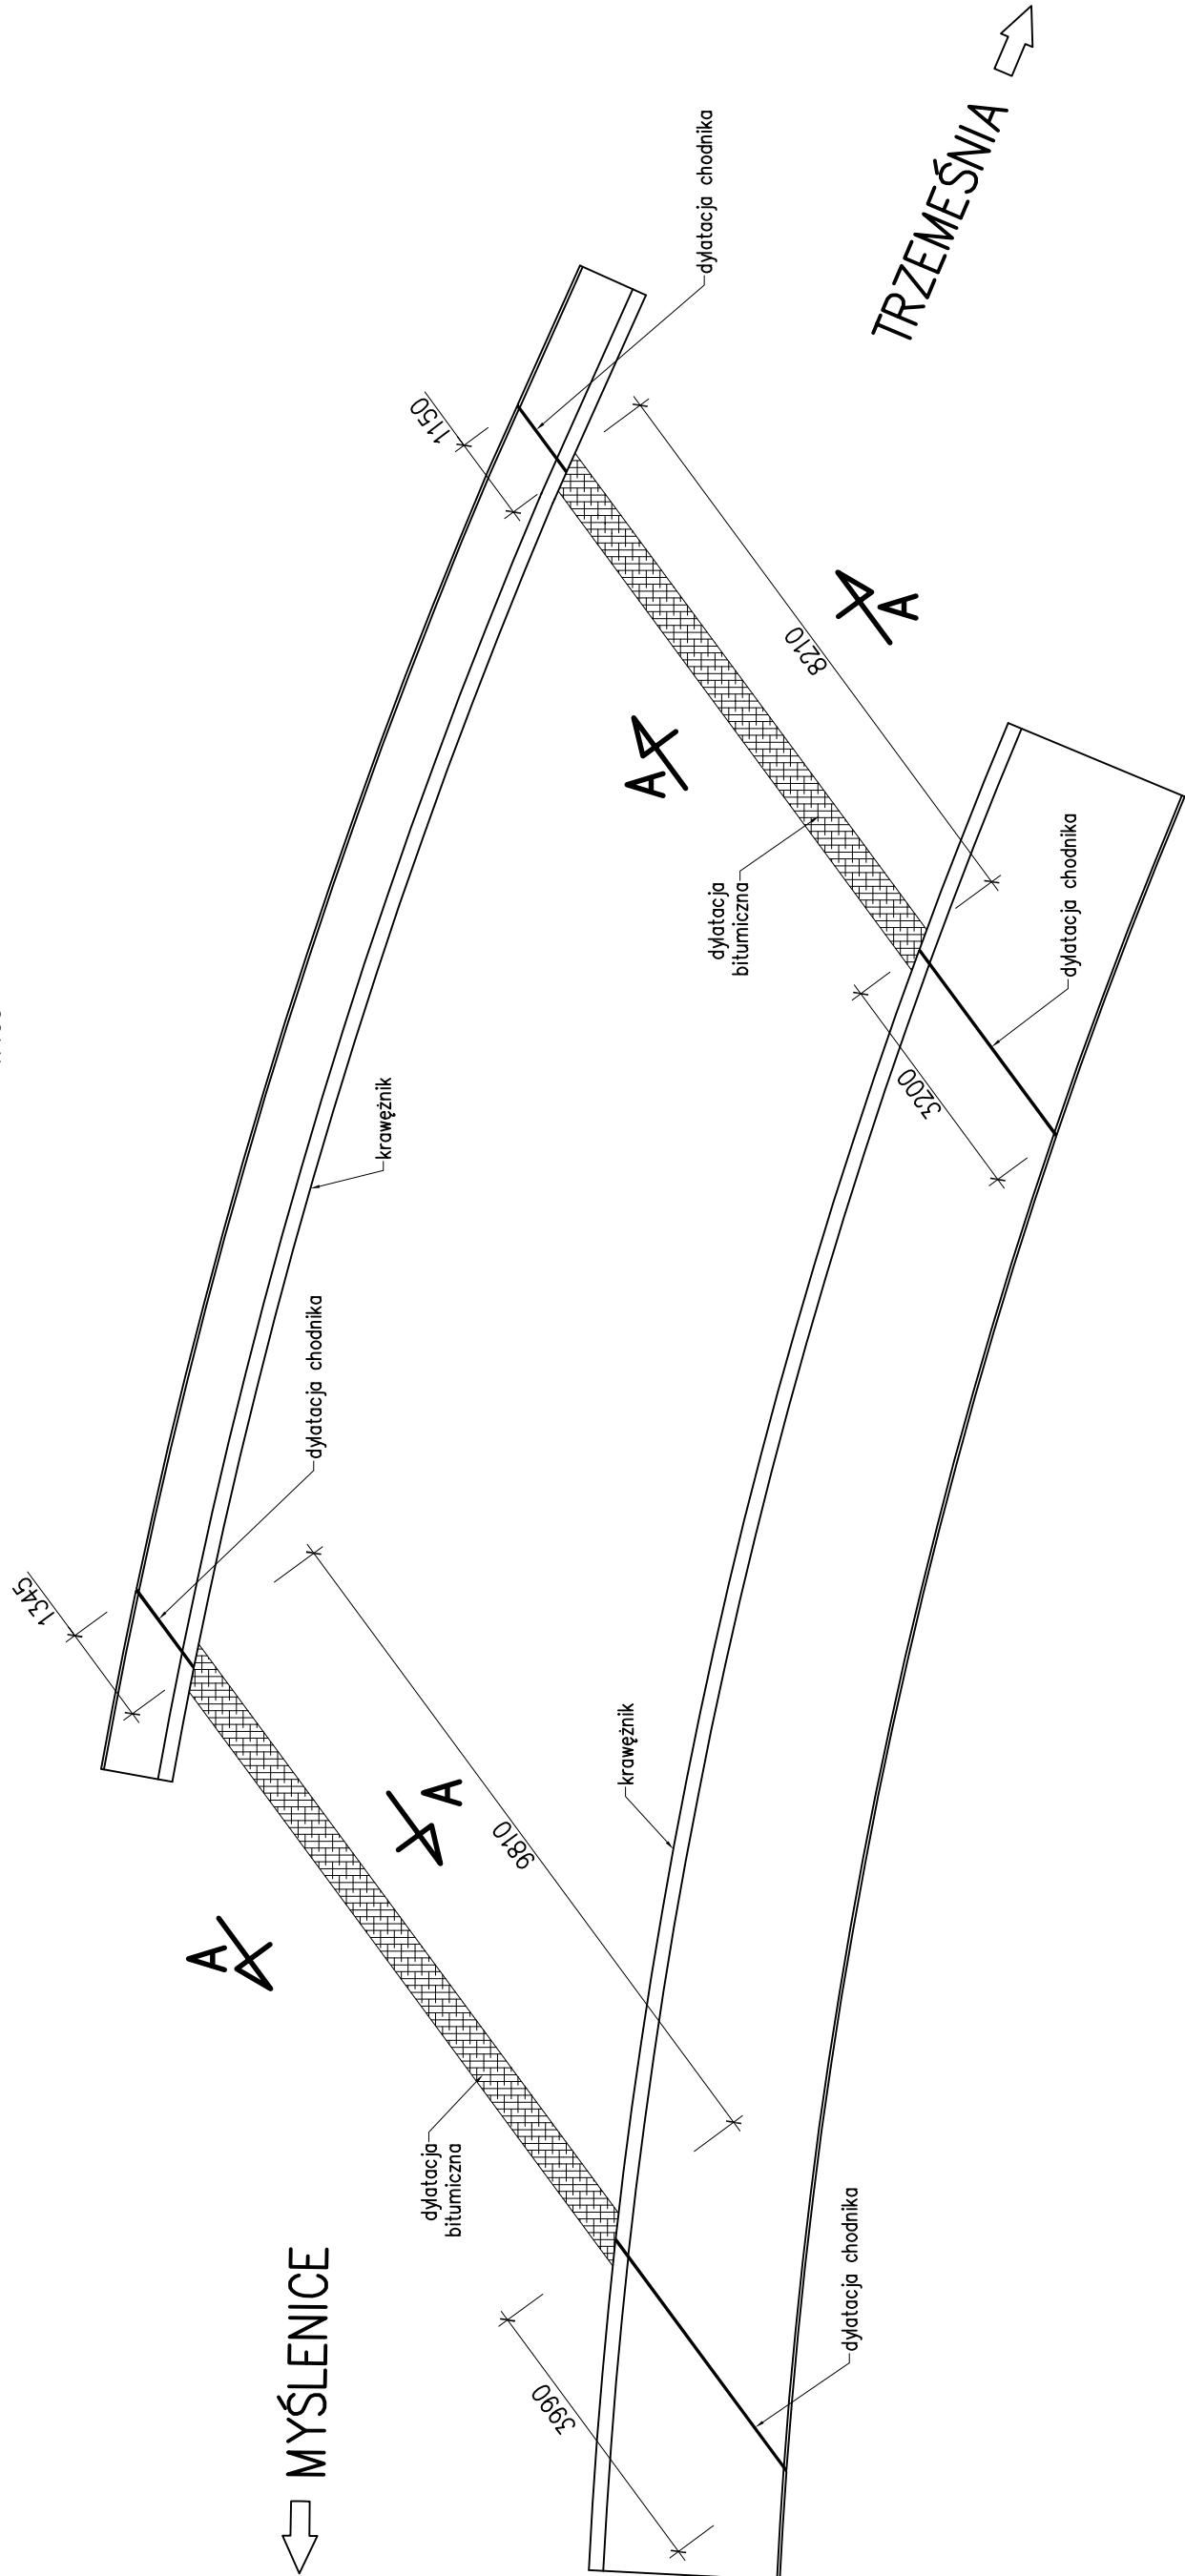 TRZEMEŚNIA
dylatacja chodnika
1150
8210
A
A
dylatacja
bitumiczna
dylatacja chodnika
3200
krawężnik
dylatacja chodnika
1345
krawężnik
9810
A
A
dylatacja
bitumiczna
dylatacja chodnika
3990
MYŚLENICE